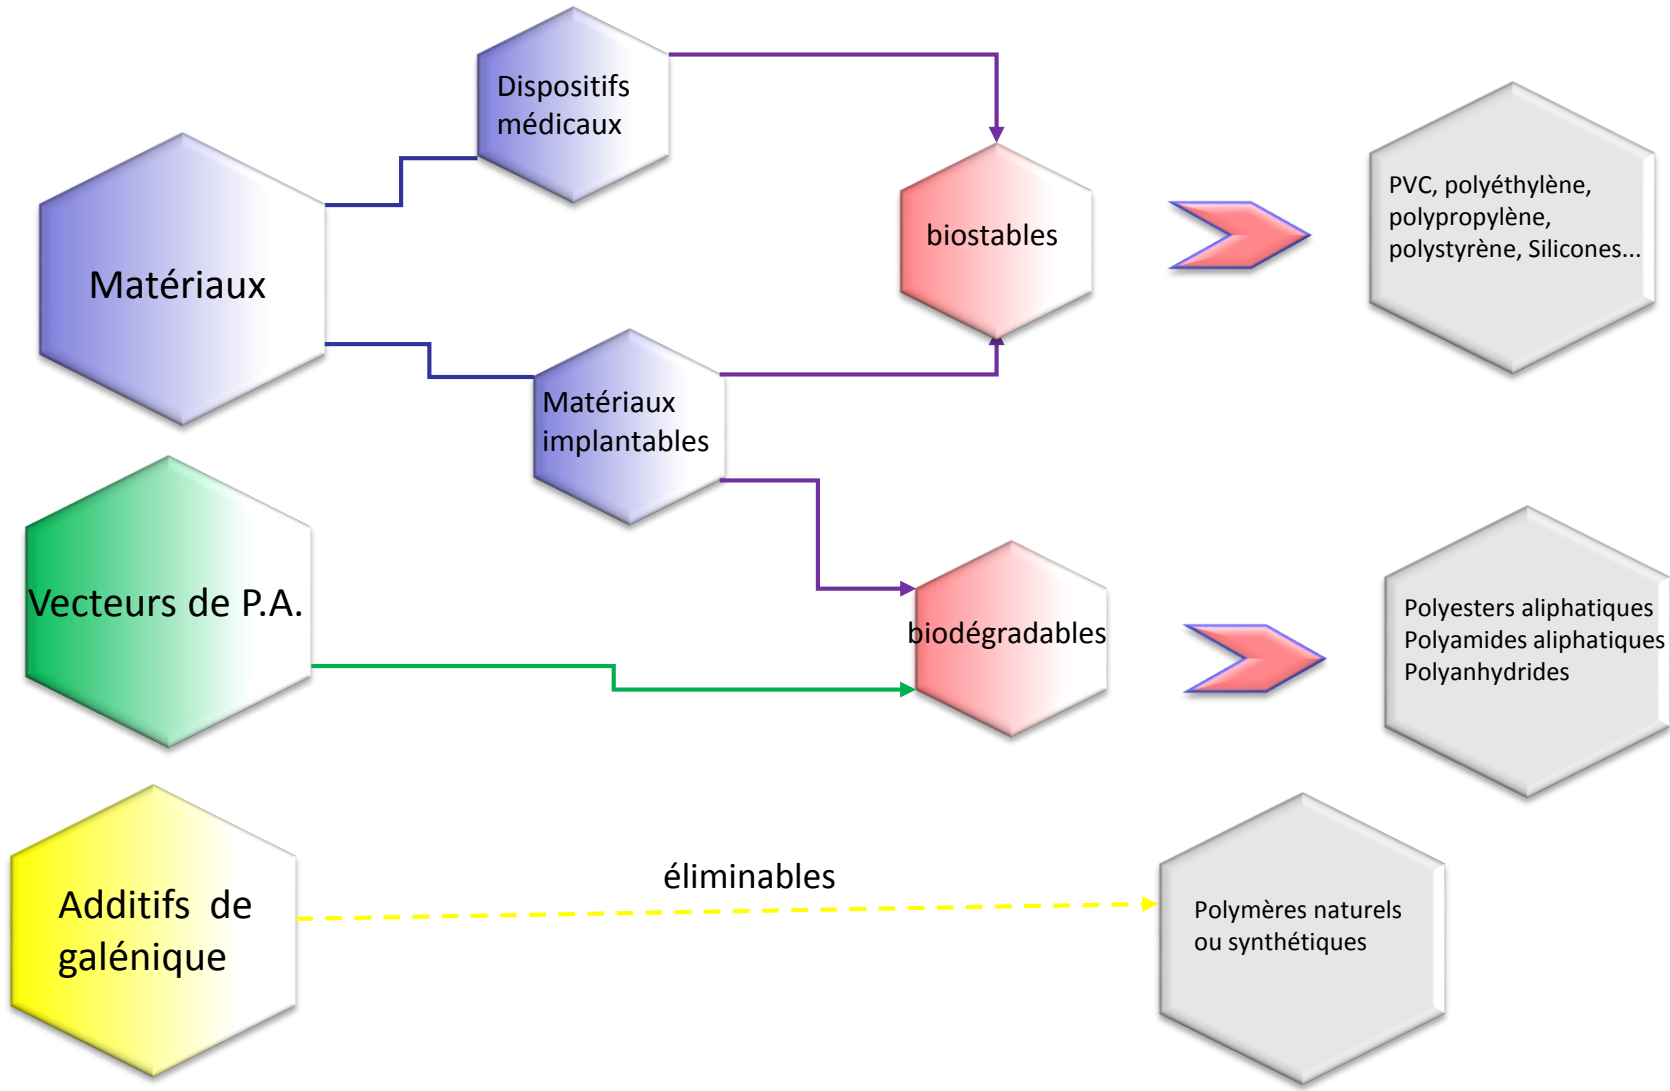 Dispositifs
médicaux
Matériaux
biostables
PVC, polyéthylène,
polypropylène,
polystyrène, Silicones...
Matériaux
implantables
Vecteurs de P.A.
biodégradables
Polyesters aliphatiques
Polyamides aliphatiques
Polyanhydrides
éliminables
Additifs de
galénique
Polymères naturels
ou synthétiques